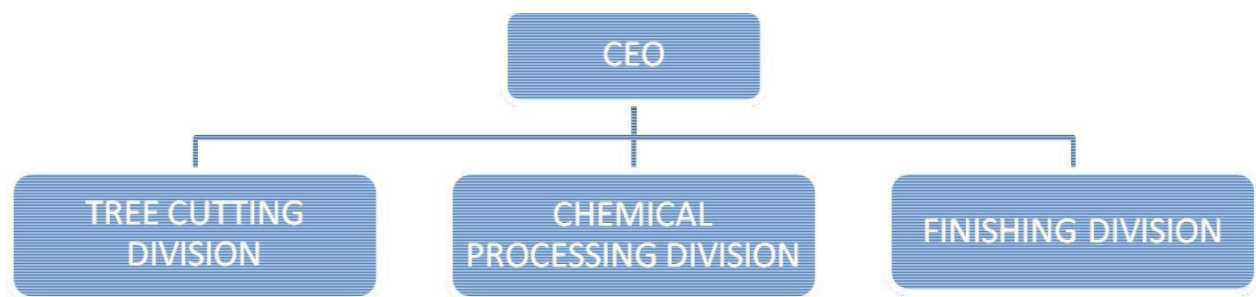 CEO
TREE CUTTING
DIVISION
CHEMICAL
PROCESSING DIVISION
FINISHING DIVISION